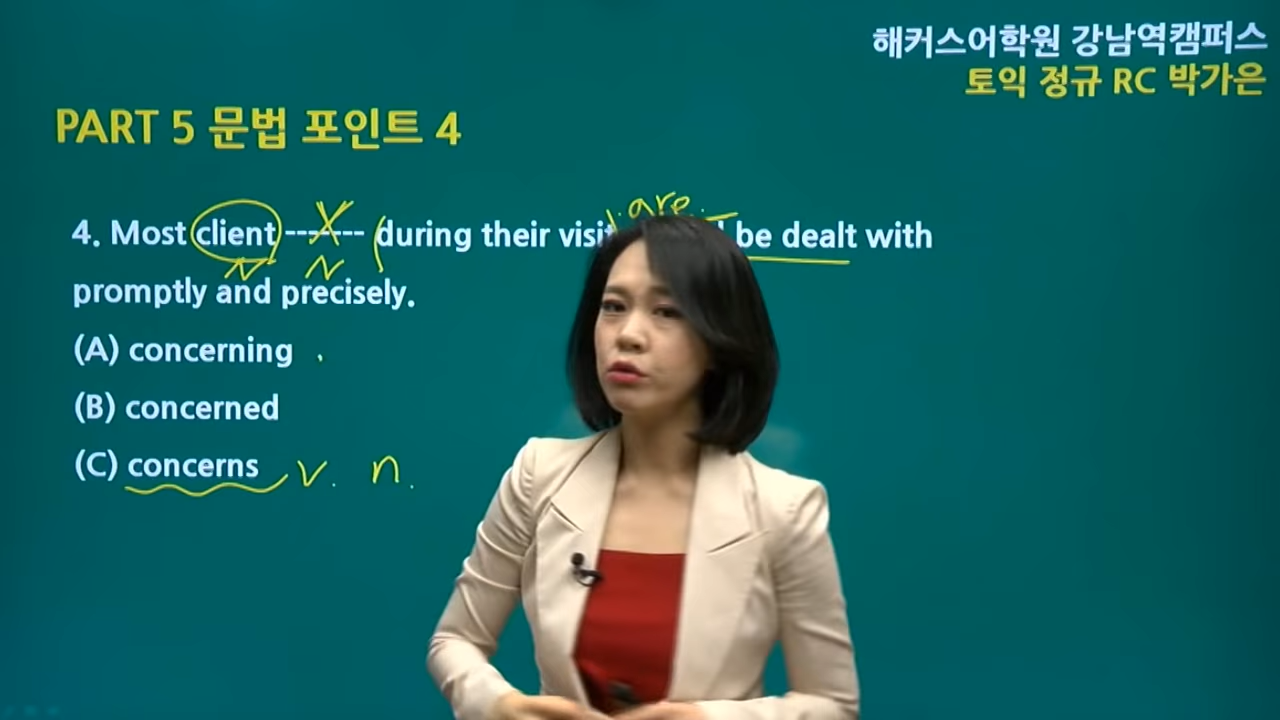 해커스어학원 강남역캠퍼스
토익 정규 RC 박가은
PART 5 문법 포인트 4
are
4. Most client ------- during their visit be dealt with
N N
promptly and precisely.
(A) concerning
(B) concerned
(C) concerns v. n.